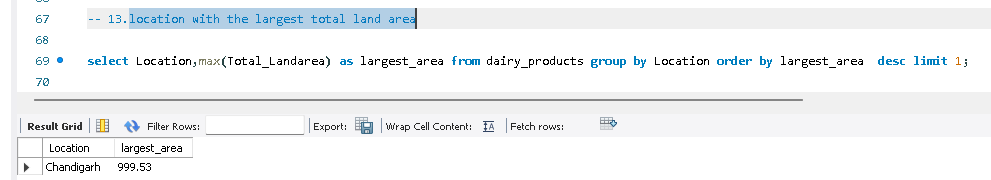 67 -- 13.location with the largest total land area
68
69 select Location,max(Total_Landarea) as largest_area from dairy_products group by Location order by largest_area desc limit 1;
70
Result Grid Filter Rows: Export: Wrap Cell Content: IA Fetch rows:
Location largest_area
Chandigarh 999.53